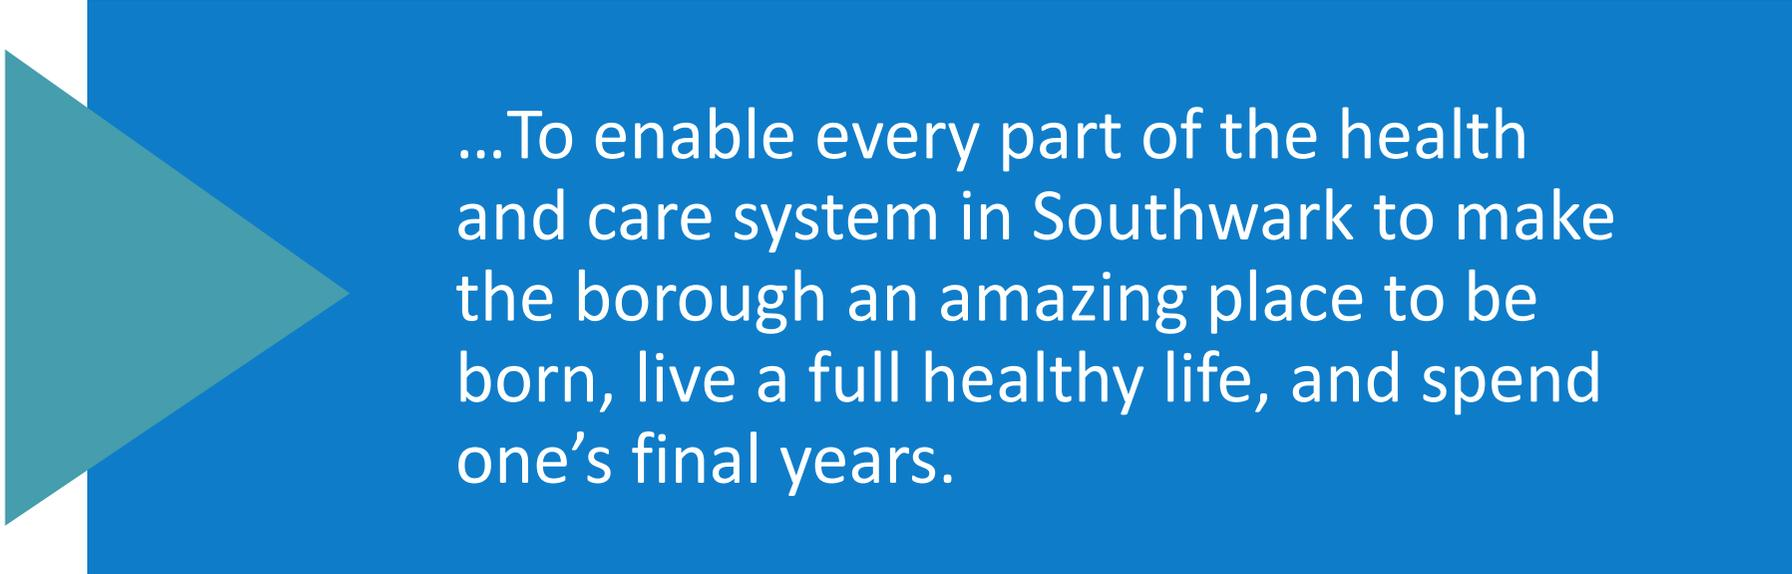 …To enable every part of the health
and care system in Southwark to make
the borough an amazing place to be
born, live a full healthy life, and spend
one’s final years.